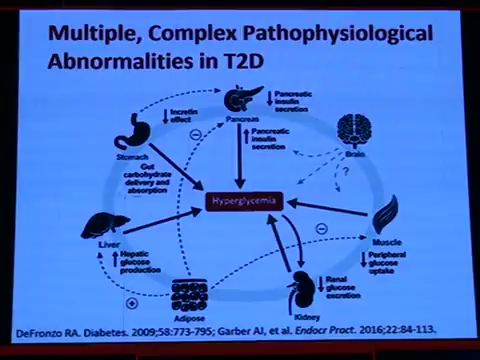 Multiple, Complex Pathophysiological
Abnormalities in T2D
Incretin
effect
Pancreas
Pancreatic
insulin
secretion
Pancreatic
insulin
secretion
Brain
?
Stomach
Gut
carbohydrate
delivery and
absorption
Hyperglycemia
Liver
Hepatic
glucose
production
Muscle
Peripheral
glucose
uptake
Adipose
Kidney
Renal
glucose
excretion
DeFronzo RA. Diabetes. 2009;58:773-795; Garber AJ, et al. Endocr Pract. 2016;22:84-113.